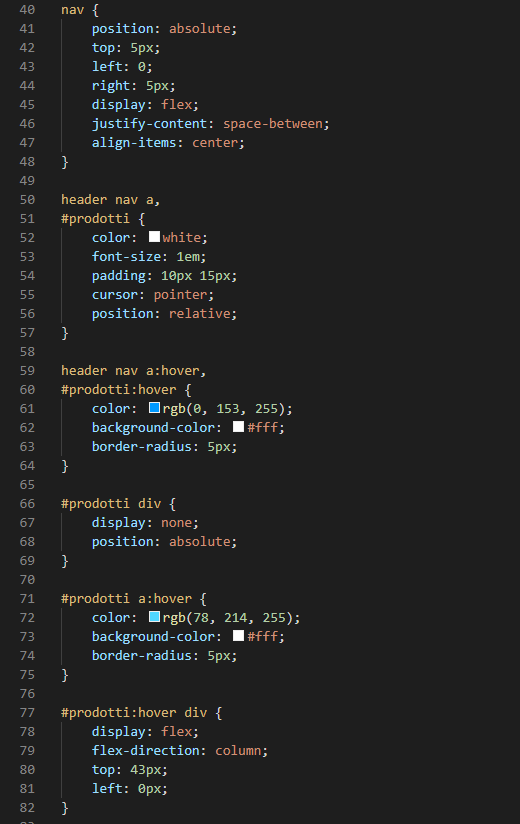 40 nav {
41     position: absolute;
42     top: 5px;
43     left: 0;
44     right: 5px;
45     display: flex;
46     justify-content: space-between;
47     align-items: center;
48 }
49
50 header nav a,
51 #prodotti {
52     color: white;
53     font-size: 1em;
54     padding: 10px 15px;
55     cursor: pointer;
56     position: relative;
57 }
58
59 header nav a:hover,
60 #prodotti:hover {
61     color: rgb(0, 153, 255);
62     background-color: #fff;
63     border-radius: 5px;
64 }
65
66 #prodotti div {
67     display: none;
68     position: absolute;
69 }
70
71 #prodotti a:hover {
72     color: rgb(78, 214, 255);
73     background-color: #fff;
74     border-radius: 5px;
75 }
76
77 #prodotti:hover div {
78     display: flex;
79     flex-direction: column;
80     top: 43px;
81     left: 0px;
82 }